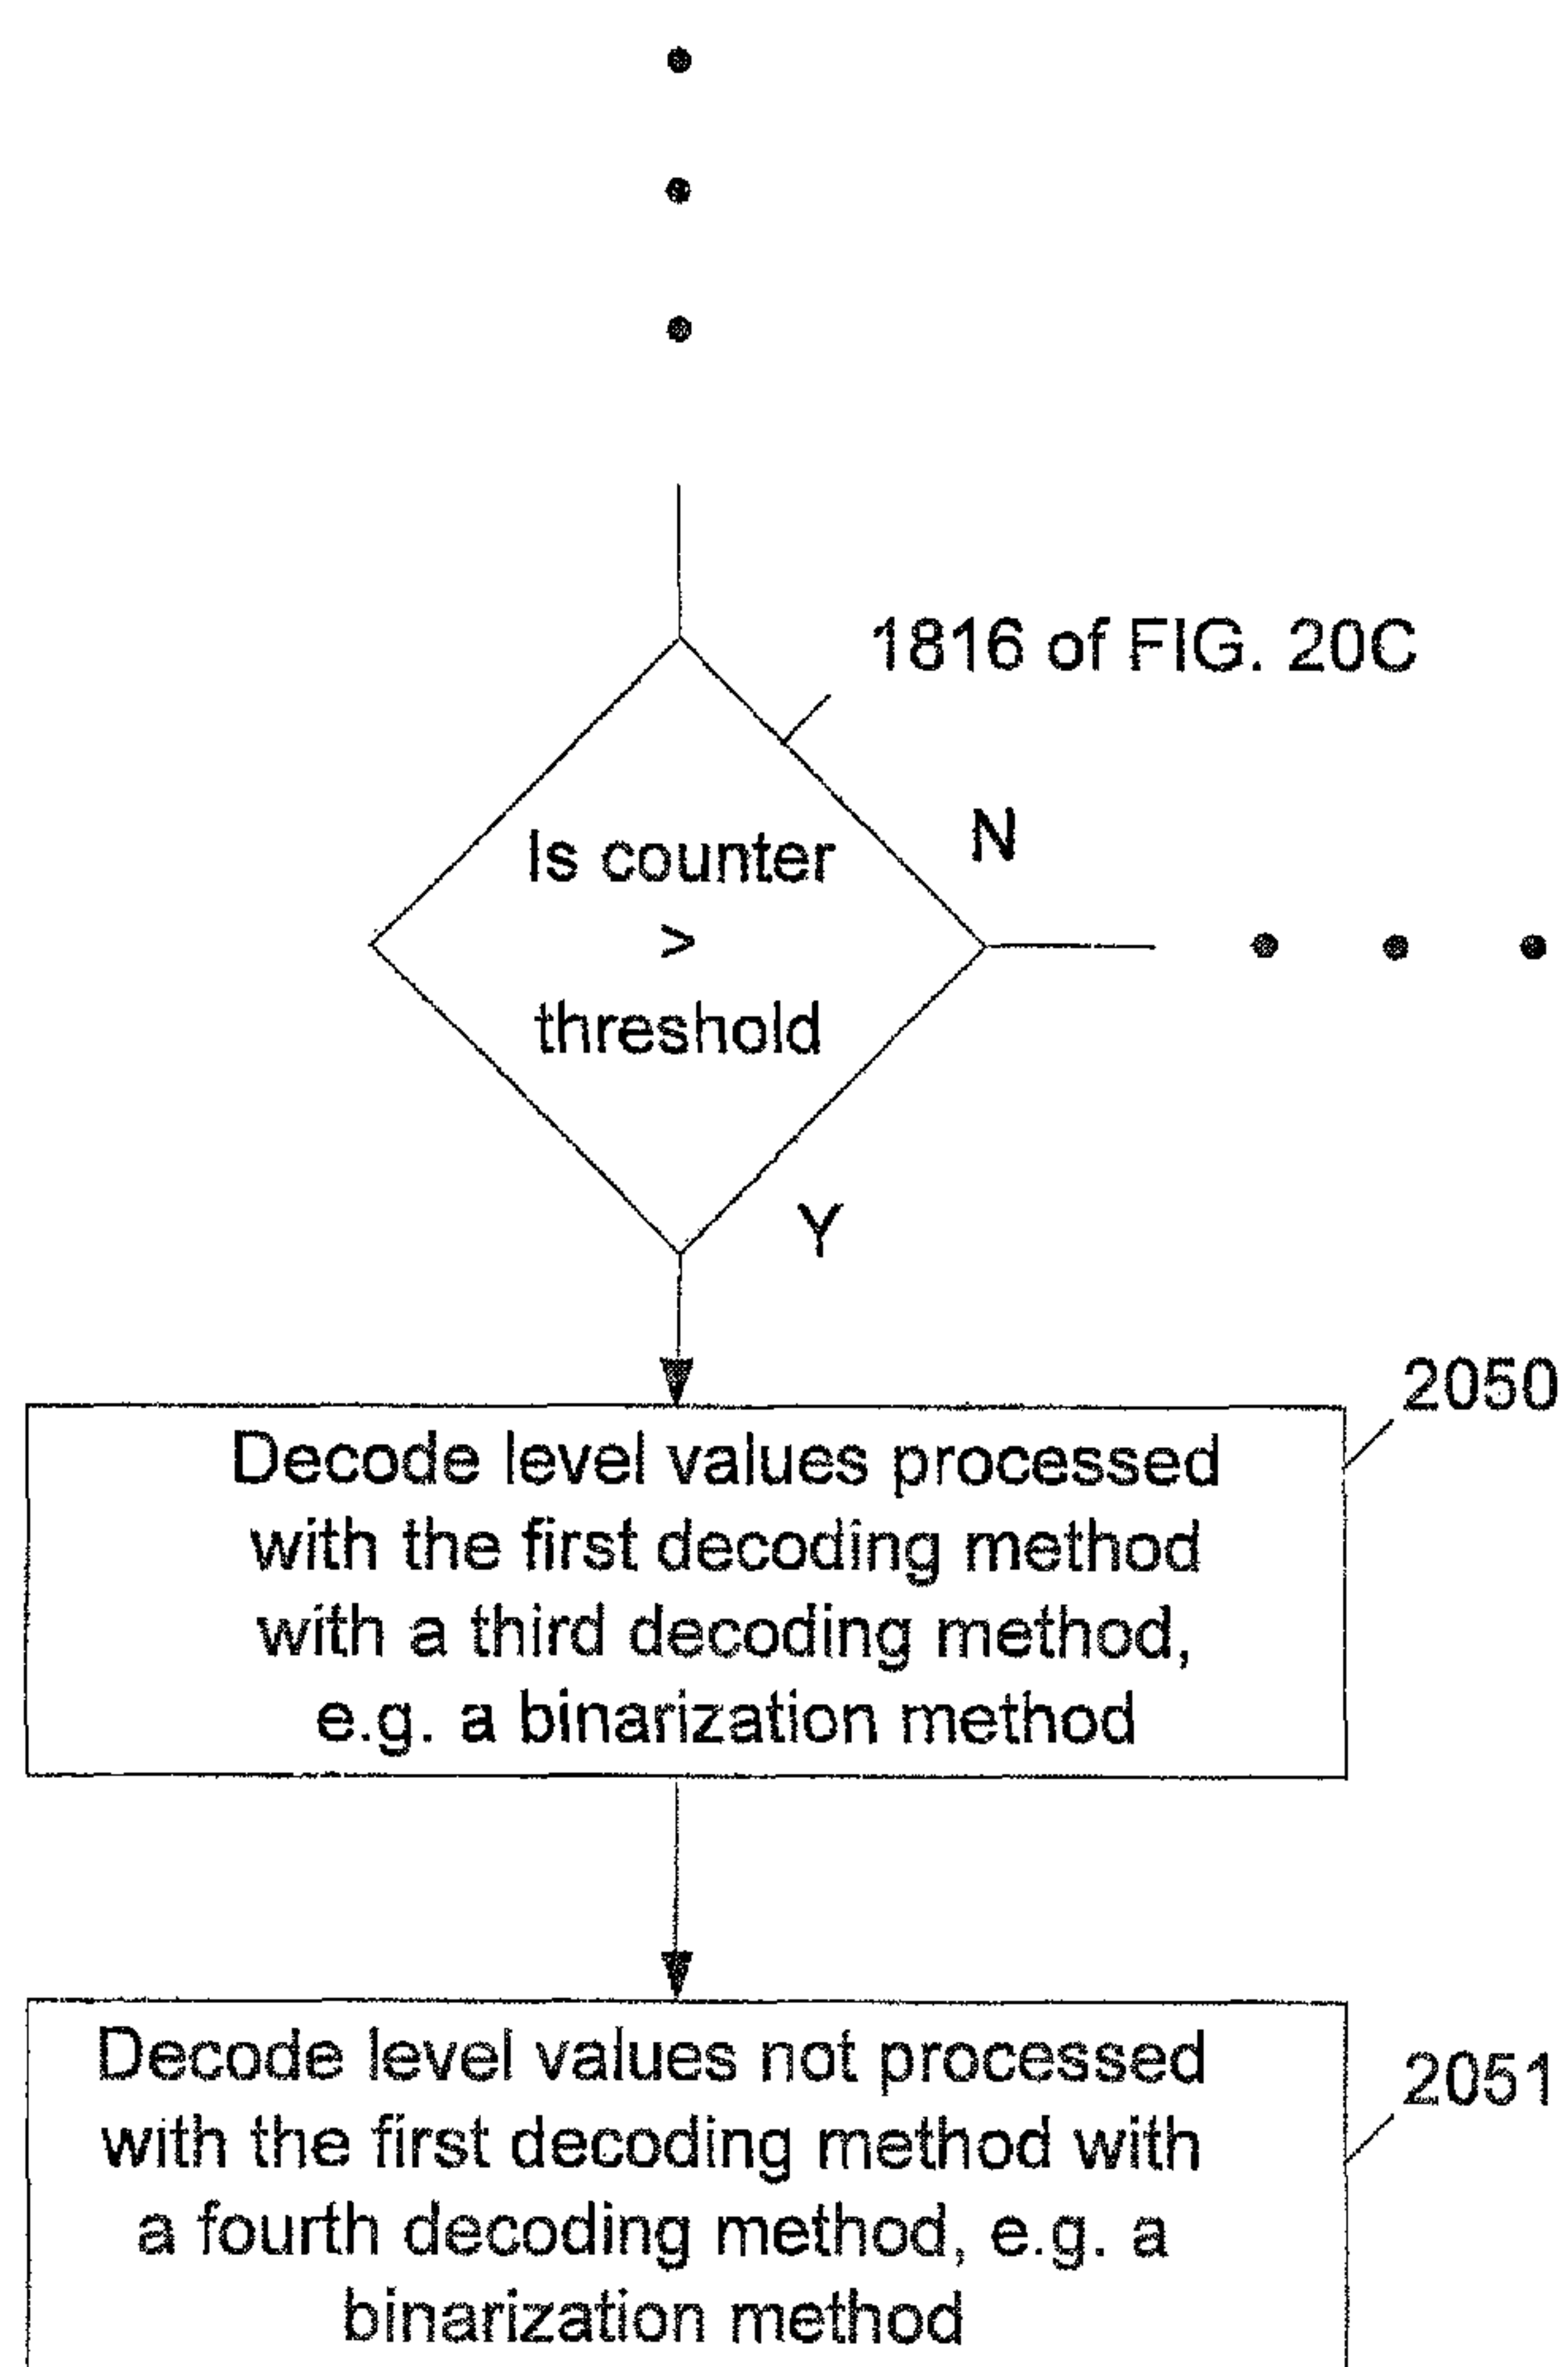 1816 of FIG. 20C
Is counter
>
threshold
N
Y
2050
Decode level values processed
with the first decoding method
with a third decoding method,
e.g. a binarization method
2051
Decode level values not processed
with the first decoding method with
a fourth decoding method, e.g. a
binarization method